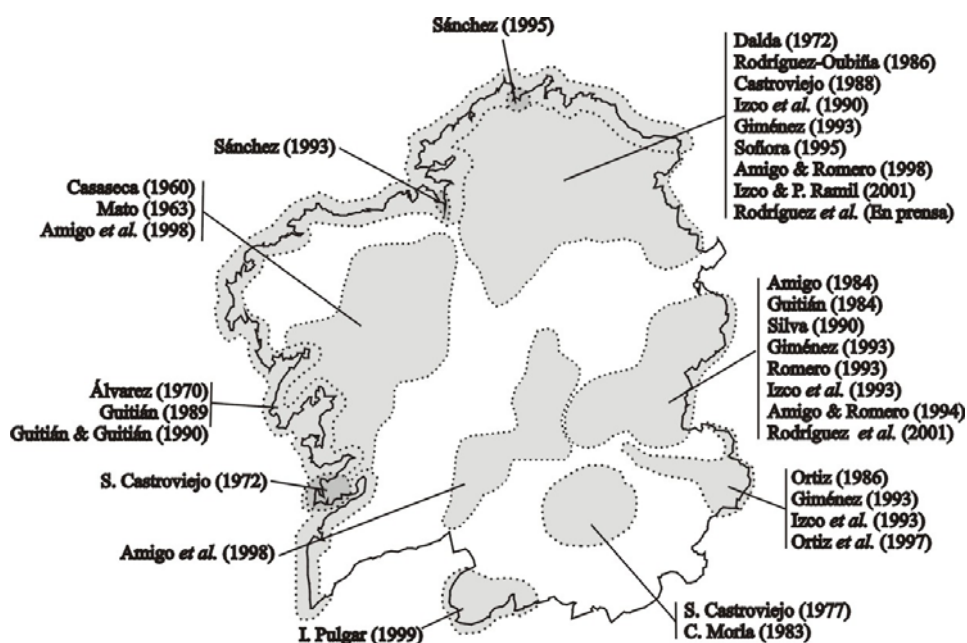 Sánchez (1995)
Dalda (1972)
Rodríguez-Oubiña (1986)
Castroviejo (1988)
Izco et al. (1990)
Giménez (1993)
Soñora (1995)
Amigo & Romero (1998)
Izco & P. Ramil (2001)
Rodríguez et al. (En prensa)
Sánchez (1993)
Casaseca (1960)
Mato (1963)
Amigo et al. (1998)
Amigo (1984)
Guitián (1984)
Silva (1990)
Giménez (1993)
Romero (1993)
Izco et al. (1993)
Amigo & Romero (1994)
Rodríguez et al. (2001)
Álvarez (1970)
Guitián (1989
Guitián & Guitián (1990)
S. Castroviejo (1972)
Ortiz (1986)
Giménez (1993)
Izco et al. (1993)
Ortiz et al. (1997)
Amigo et al. (1998)
S. Castroviejo (1977)
C. Morla (1983)
I. Pulgar (1999)